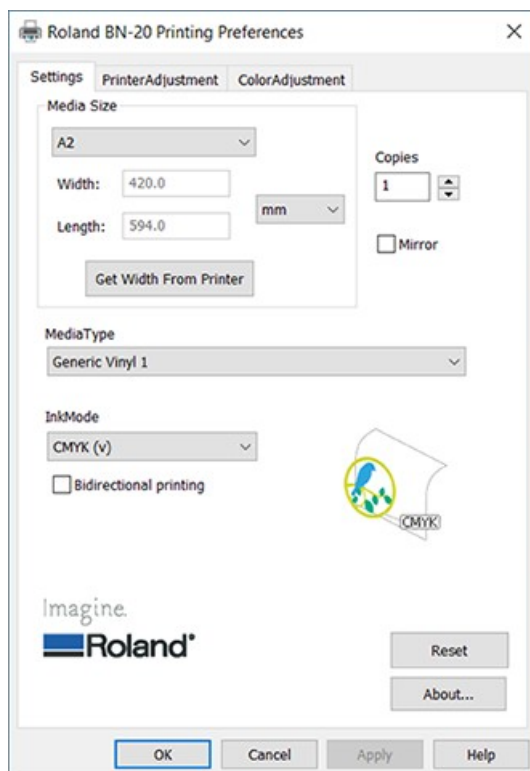 Roland BN-20 Printing Preferences
Settings PrinterAdjustment ColorAdjustment
Media Size
A2
Width: 420.0
Length: 594.0
mm
Get Width From Printer
Copies
1
Mirror
MediaType
Generic Vinyl 1
InkMode
CMYK (v)
Bidirectional printing
CMYK
Imagine.
Roland
Reset
About...
OK Cancel Apply Help